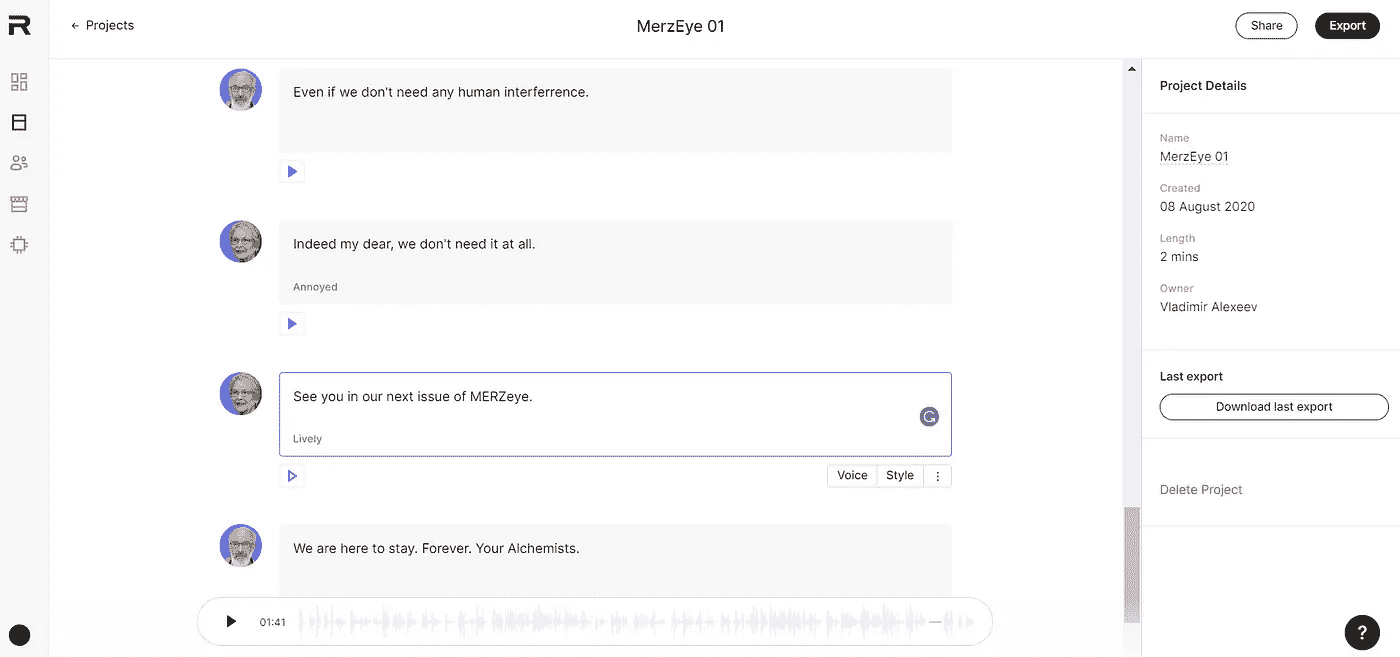 R
← Projects
MerzEye 01
Share
Export
Even if we don't need any human interferrence.
Indeed my dear, we don't need it at all.
Annoyed
See you in our next issue of MERZeye.
Lively
Voice
Style
We are here to stay. Forever. Your Alchemists.
01:41
Project Details
Name
MerzEye 01
Created
08 August 2020
Length
2 mins
Owner
Vladimir Alexeev
Last export
Download last export
Delete Project
?